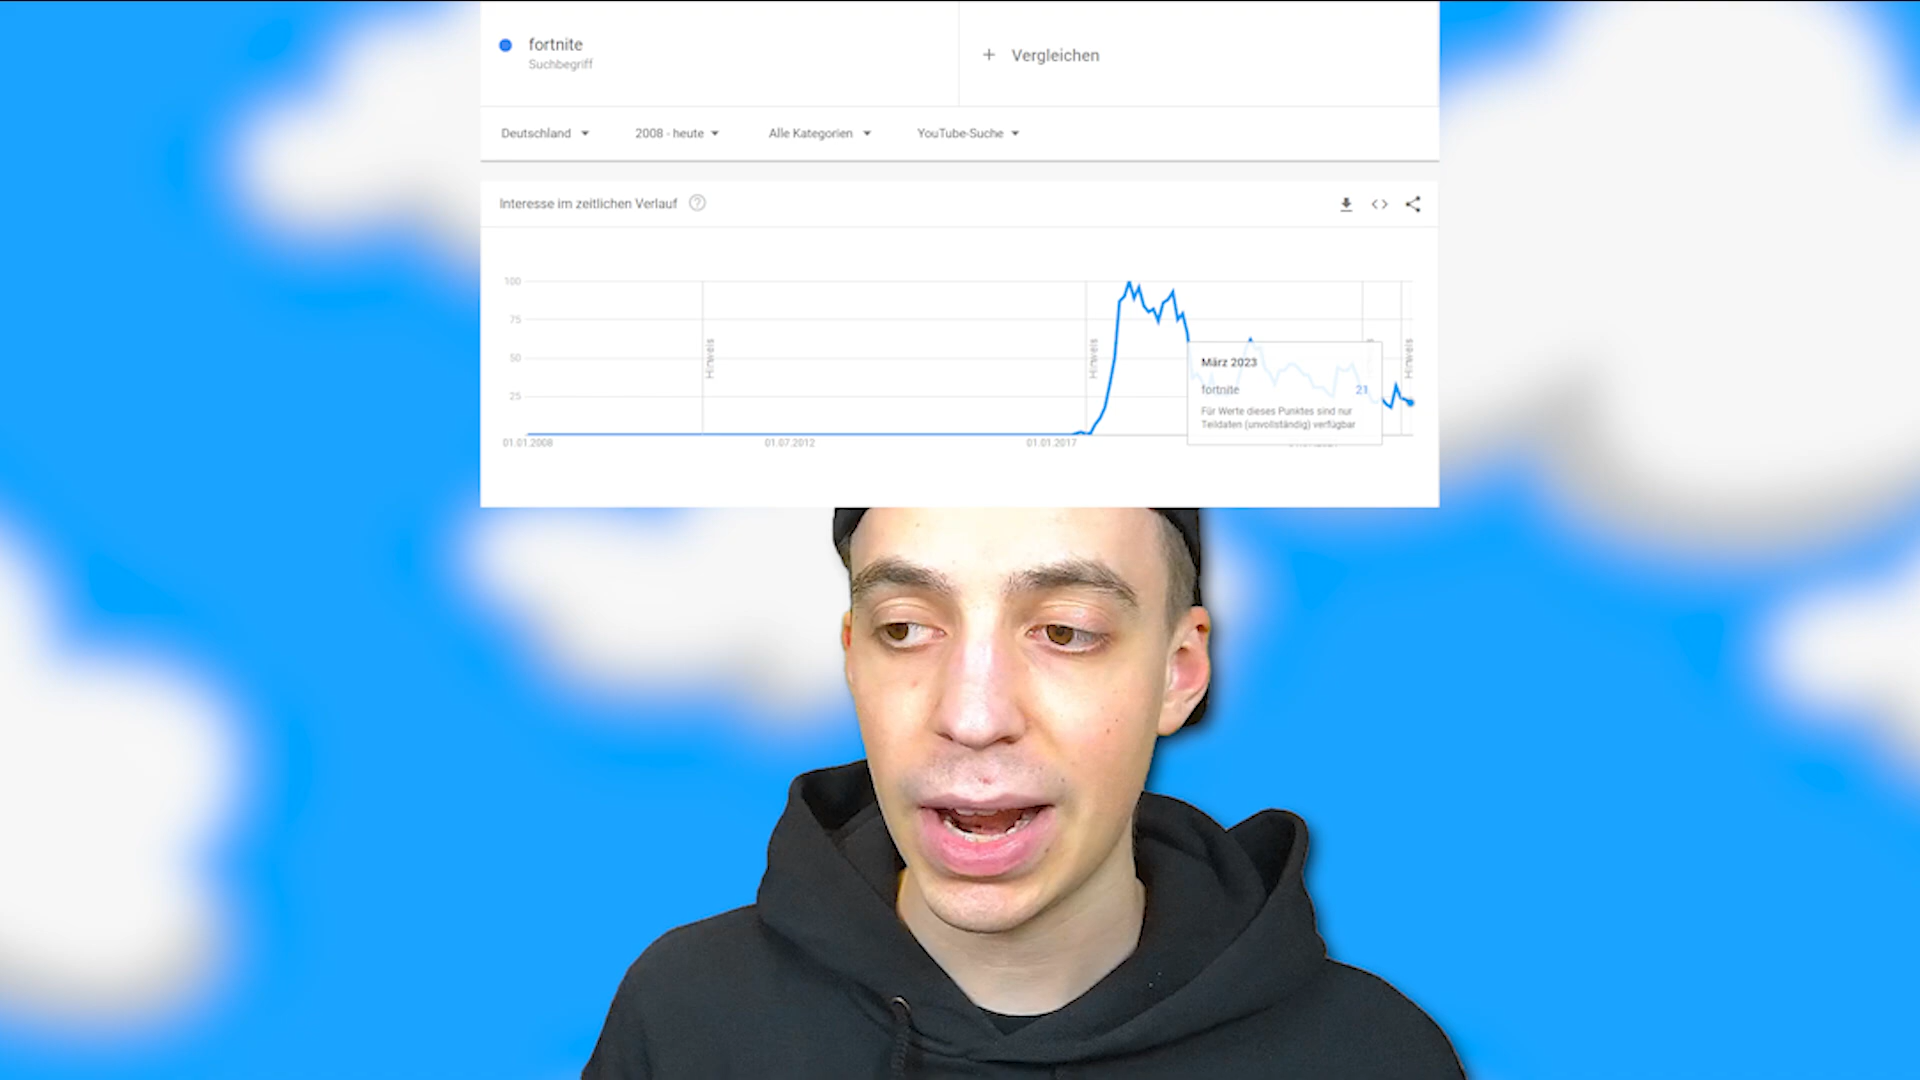 fortnite
Suchbegriff
+ Vergleichen
Deutschland
2008 - heute
Alle Kategorien
YouTube-Suche
Interesse im zeitlichen Verlauf ?
100
75
50
25
Hinweis
Hinweis
Hinweis
März 2023
fortnite 21
Für Werte dieses Punktes sind nur
Teildaten (unvollständig) verfügbar
01.01.2008
01.07.2012
01.01.2017